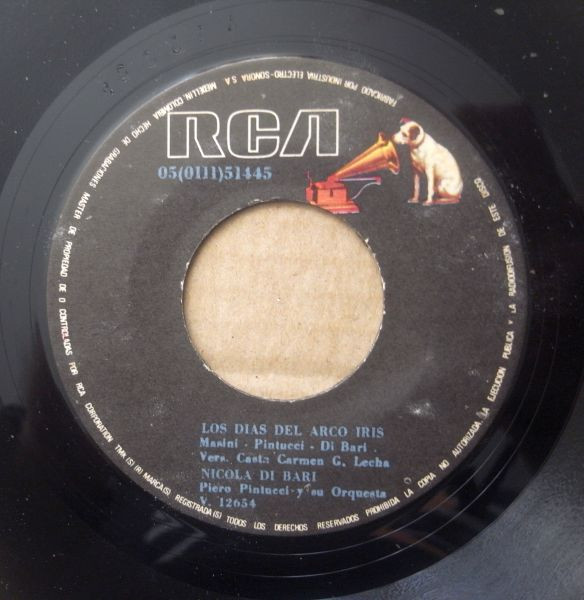 RCA
05(0111)51445
LOS DIAS DEL ARCO IRIS
Masini - Pintucci - Di Bari .
Vers. Cast: Carmen G. Lecha
NICOLA DI BARI
Piero Pintucci-y su Orquesta
V. 12654
FABRICADO POR INDUSTRIA ELECTRO-SONORA S.A. MEDELLIN, COLOMBIA HECHO DE GRABACIONES MASTER DE PROPIEDAD DE O CONTROLADAS POR RCA CORPORATION TMK(S) (R) MARCA(S) REGISTRADA(S) TODOS LOS DERECHOS RESERVADOS PROHIBIDA LA COPIA NO AUTORIZADA, LA EJECUCION PUBLICA Y LA RADIODIFUSION DE ESTE DISCO